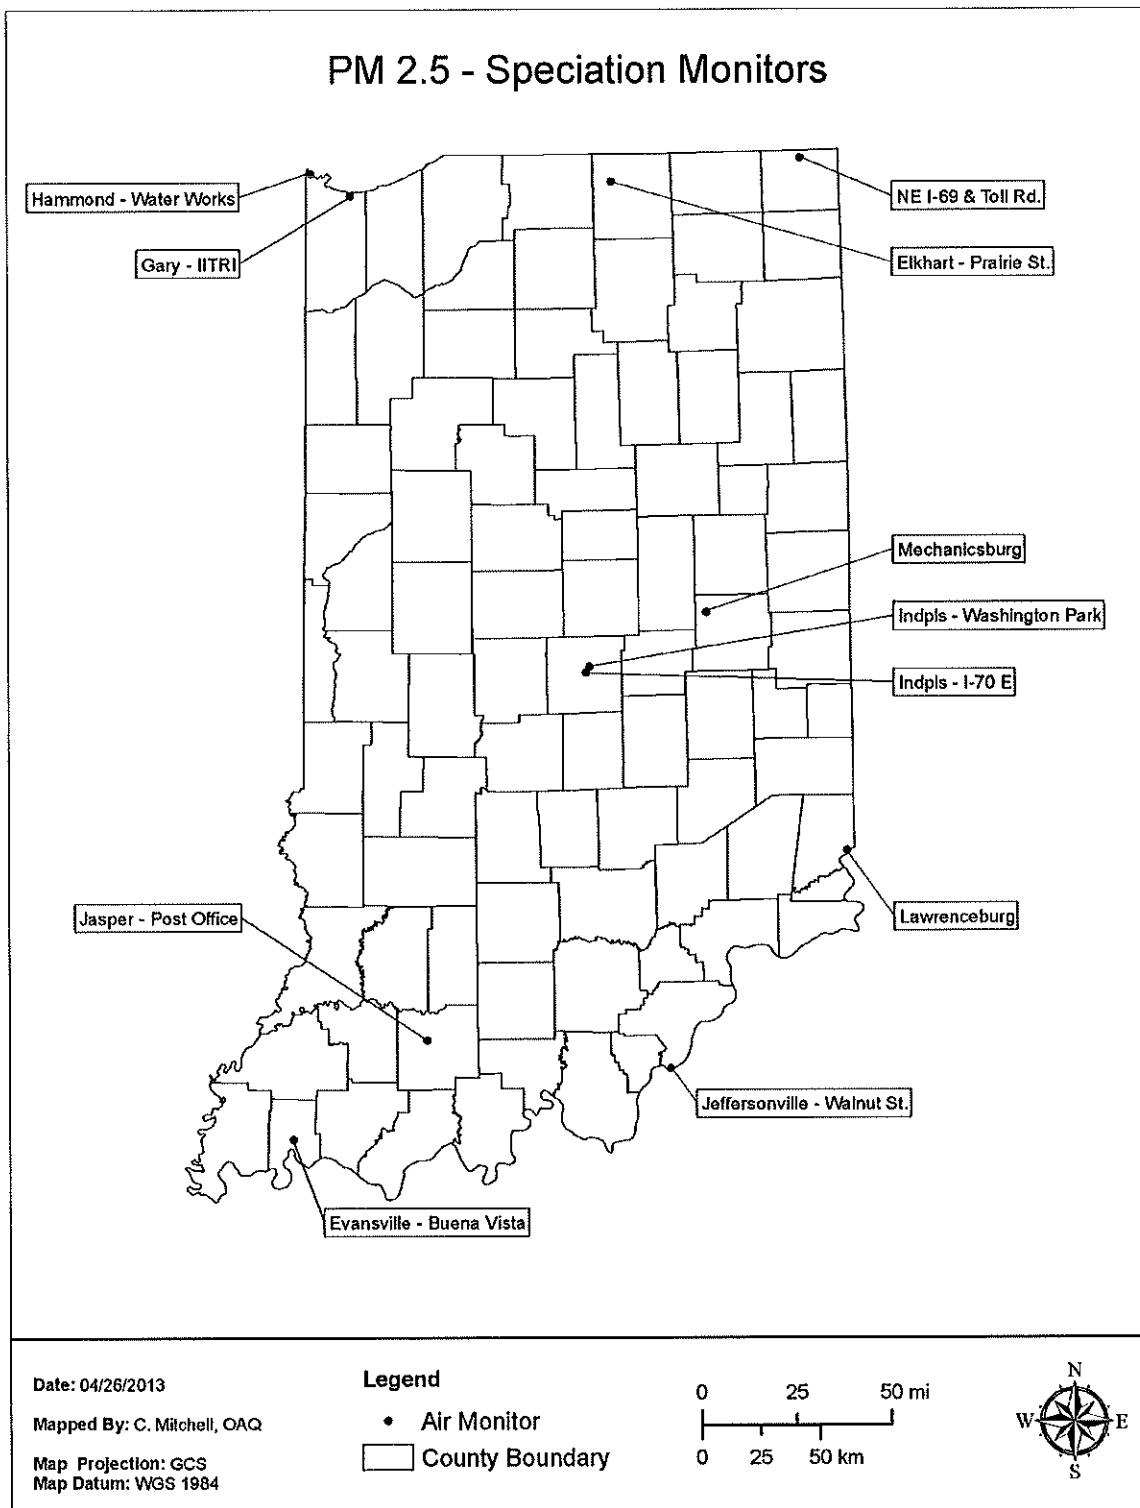 PM 2.5 - Speciation Monitors
Hammond - Water Works
NE I-69 & Toll Rd.
Gary - IITRI
Elkhart - Prairie St.
Mechanicsburg
Indpls - Washington Park
Indpls - I-70 E
Jasper - Post Office
Lawrenceburg
Jeffersonville - Walnut St.
Evansville - Buena Vista
Date: 04/26/2013
Mapped By: C. Mitchell, OAQ
Map Projection: GCS
Map Datum: WGS 1984
Legend
Air Monitor
County Boundary
0 25 50 mi
0 25 50 km
N
W E
S